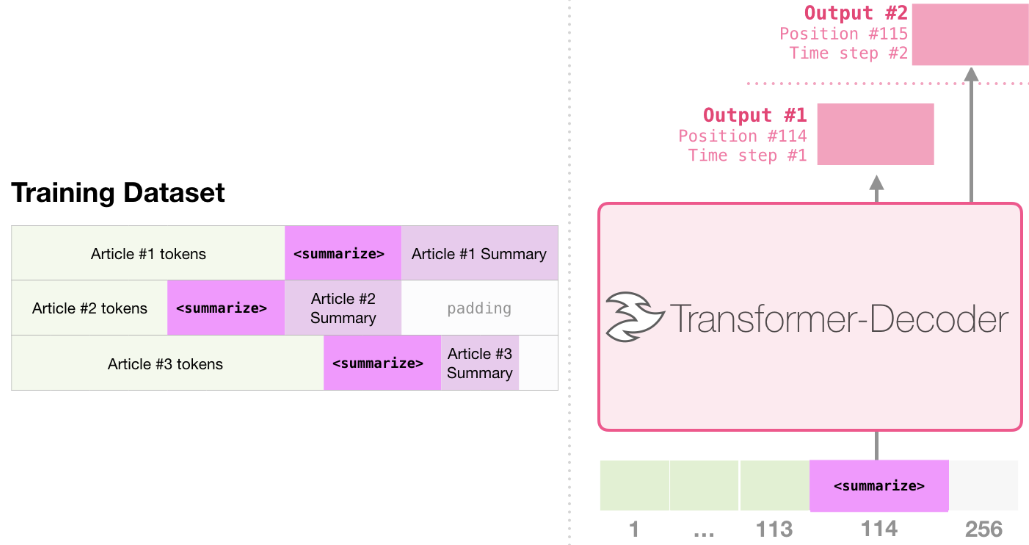 Training Dataset
Article #1 tokens
<summarize>
Article #1 Summary
Article #2 tokens
<summarize>
Article #2
Summary
padding
Article #3 tokens
<summarize>
Article #3
Summary
Output #2
Position #115
Time step #2
Output #1
Position #114
Time step #1
Transformer-Decoder
<summarize>
1
...
113
114
256